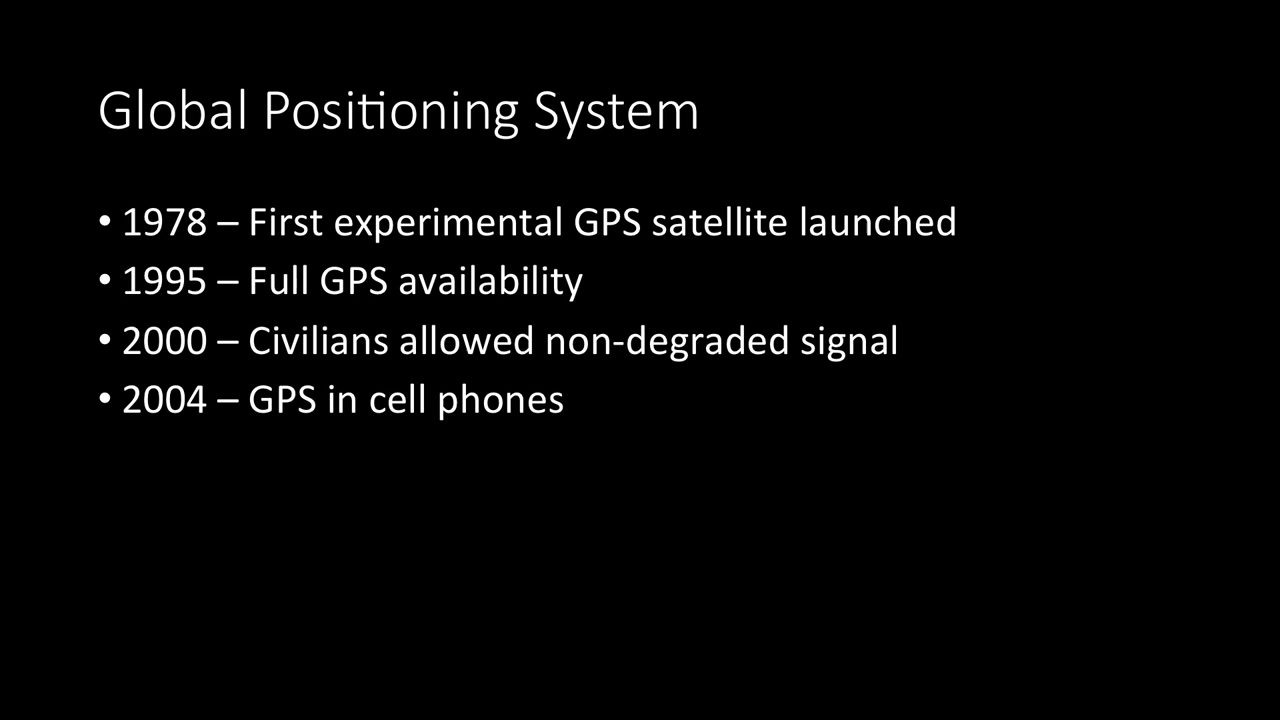 Global Positioning System
• 1978 – First experimental GPS satellite launched
• 1995 – Full GPS availability
• 2000 – Civilians allowed non-degraded signal
• 2004 – GPS in cell phones